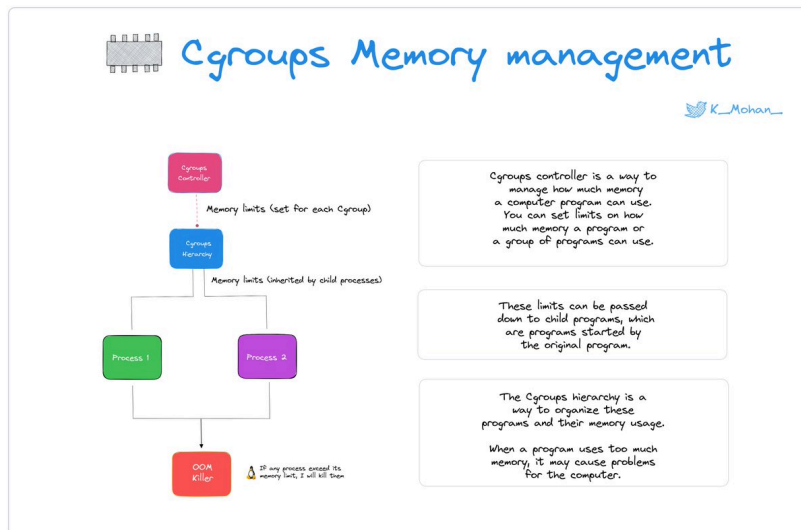 Cgroups Memory management
K_Mohan_
Cgroups
Controller
Memory limits (set for each Cgroup)
Cgroups
Hierarchy
Memory limits (inherited by child processes)
Process 1
Process 2
OOM
Killer
If any process exceed its
memory limit, I will kill them
Cgroups controller is a way to
manage how much memory
a computer program can use.
You can set limits on how
much memory a program or
a group of programs can use.
These limits can be passed
down to child programs, which
are programs started by
the original program.
The Cgroups hierarchy is a
way to organize these
programs and their memory usage.
When a program uses too much
memory, it may cause problems
for the computer.